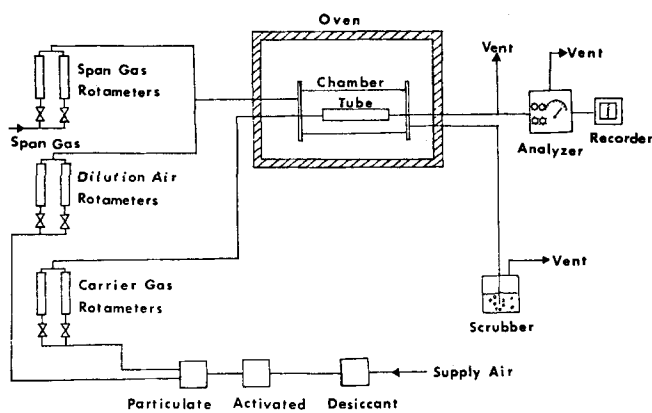 Oven
Vent
Vent
Span Gas
Rotameters
Chamber
Tube
Span Gas
Analyzer
Recorder
Dilution Air
Rotameters
Carrier Gas
Rotameters
Vent
Scrubber
Supply Air
Particulate
Activated
Desiccant